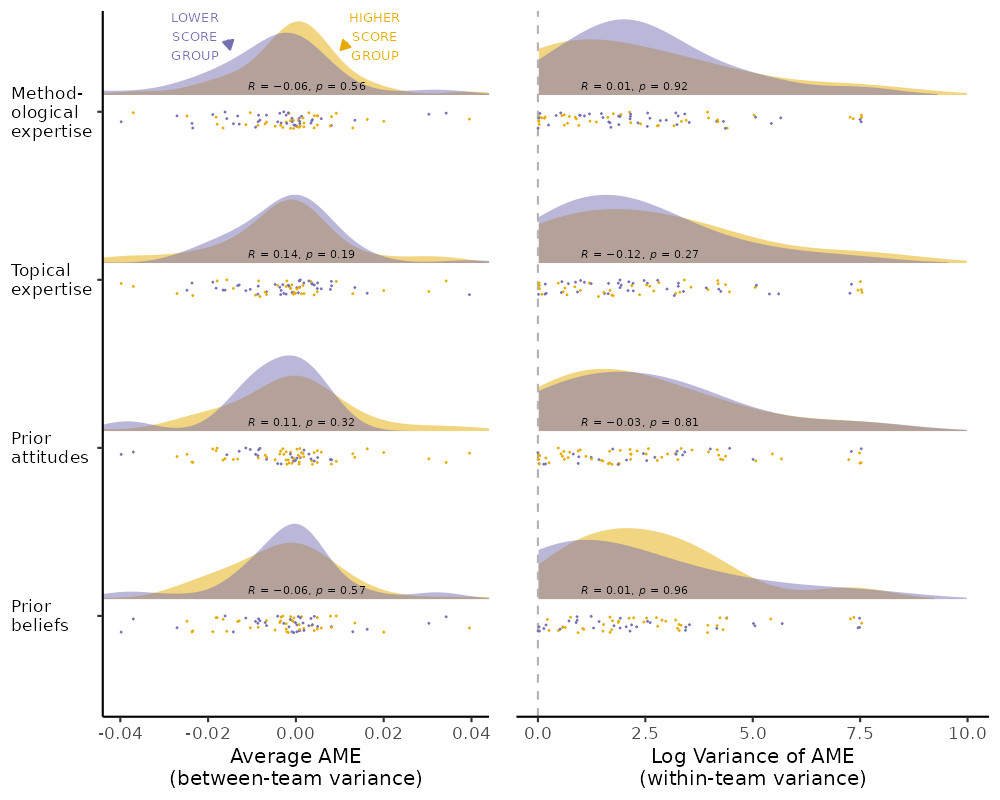 LOWER
SCORE
GROUP
HIGHER
SCORE
GROUP
Method-
ological
expertise
R = −0.06, p = 0.56
R = 0.01, p = 0.92
Topical
expertise
R = 0.14, p = 0.19
R = −0.12, p = 0.27
Prior
attitudes
R = 0.11, p = 0.32
R = −0.03, p = 0.81
Prior
beliefs
R = −0.06, p = 0.57
R = 0.01, p = 0.96
-0.04 -0.02 0.00 0.02 0.04
0.0 2.5 5.0 7.5 10.0
Average AME
(between-team variance)
Log Variance of AME
(within-team variance)